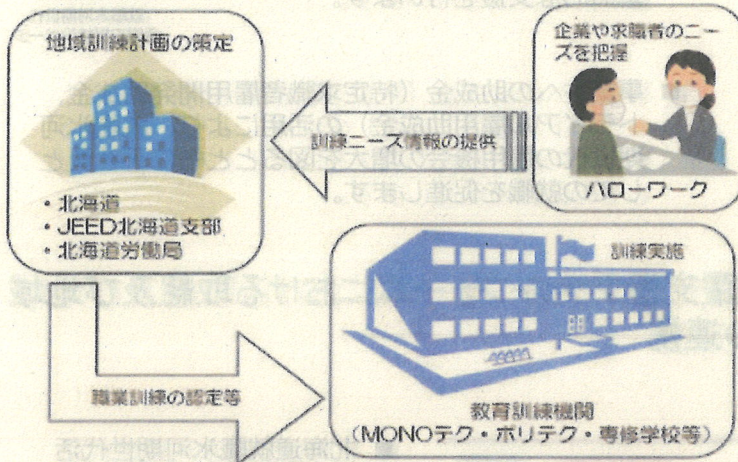 地域訓練計画の策定
・北海道
・JEED北海道支部
・北海道労働局
訓練ニーズ情報の提供
企業や求職者のニー
ズを把握
ハローワーク
職業訓練の認定等
訓練実施
教育訓練機関
(MONOテク・ポリテク・専修学校等)